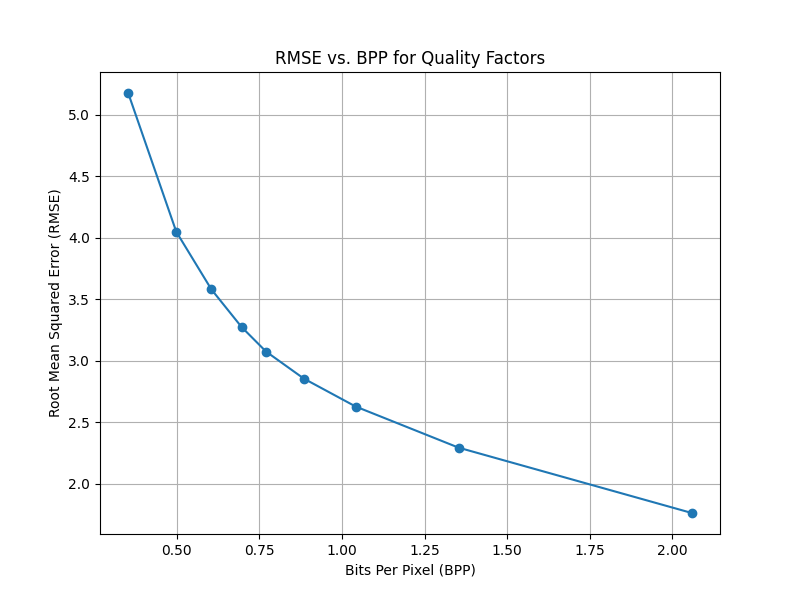 RMSE vs. BPP for Quality Factors
Root Mean Squared Error (RMSE)
5.0
4.5
4.0
3.5
3.0
2.5
2.0
0.50 0.75 1.00 1.25 1.50 1.75 2.00
Bits Per Pixel (BPP)